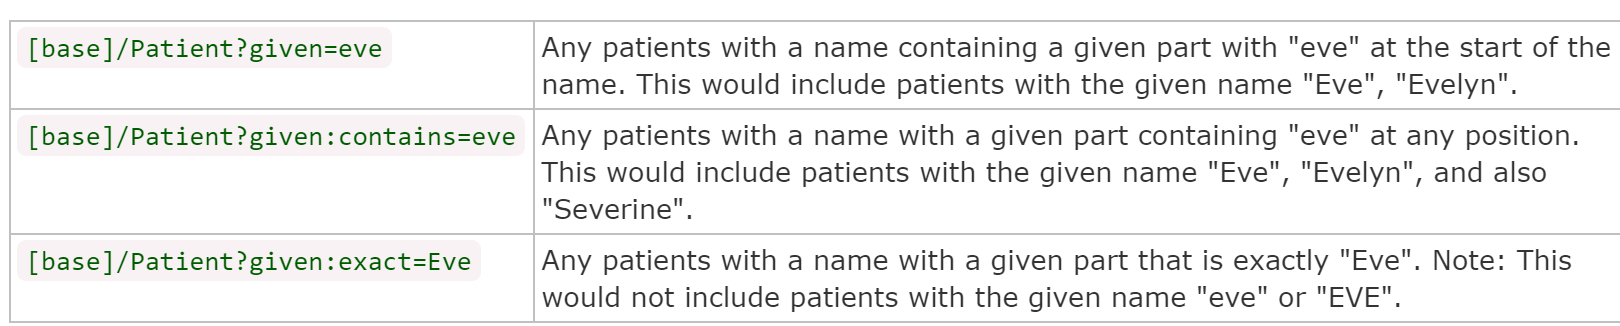 [base]/Patient?given=eve
Any patients with a name containing a given part with "eve" at the start of the
name. This would include patients with the given name "Eve", "Evelyn".
[base]/Patient?given:contains=eve
Any patients with a name with a given part containing "eve" at any position.
This would include patients with the given name "Eve", "Evelyn", and also
"Severine".
[base]/Patient?given:exact=Eve
Any patients with a name with a given part that is exactly "Eve". Note: This
would not include patients with the given name "eve" or "EVE".